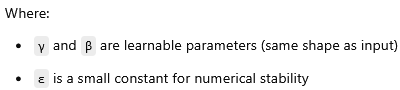 Where:
• γ and β are learnable parameters (same shape as input)
• ε is a small constant for numerical stability